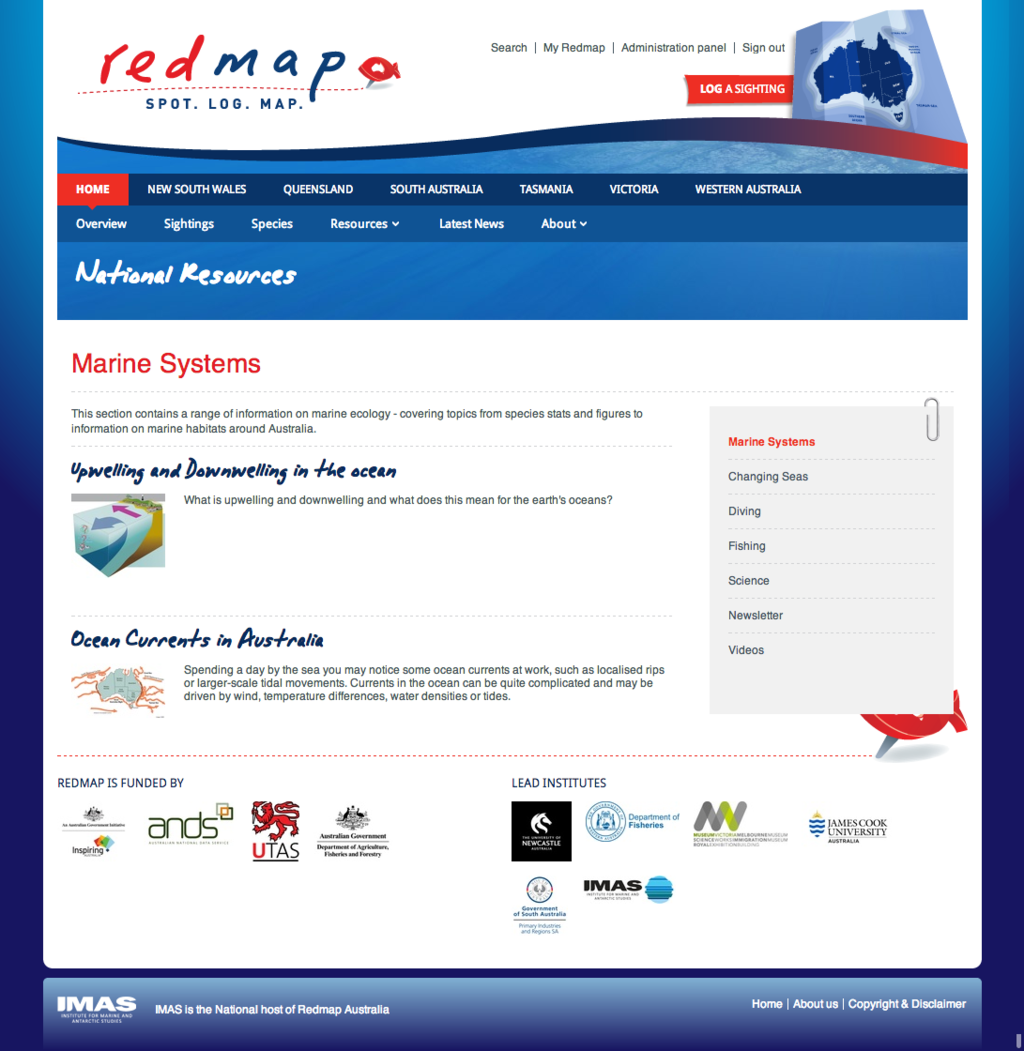 redmap
SPOT. LOG. MAP.
Search | My Redmap | Administration panel | Sign out
LOG A SIGHTING
HOME NEW SOUTH WALES QUEENSLAND SOUTH AUSTRALIA TASMANIA VICTORIA WESTERN AUSTRALIA
Overview Sightings Species Resources Latest News About
National Resources
Marine Systems
This section contains a range of information on marine ecology - covering topics from species stats and figures to
information on marine habitats around Australia.
Upwelling and Downwelling in the ocean
What is upwelling and downwelling and what does this mean for the earth's oceans?
Ocean Currents in Australia
Spending a day by the sea you may notice some ocean currents at work, such as localised rips
or larger-scale tidal movements. Currents in the ocean can be quite complicated and may be
driven by wind, temperature differences, water densities or tides.
Marine Systems
Changing Seas
Diving
Fishing
Science
Newsletter
Videos
REDMAP IS FUNDED BY
An Australian Government Initiative
Inspiring
AUSTRALIA
ands
AUSTRALIAN NATIONAL DATA SERVICE
UTAS
Australian Government
Department of Agriculture,
Fisheries and Forestry
LEAD INSTITUTES
THE UNIVERSITY OF
NEWCASTLE
AUSTRALIA
Department of
Fisheries
MUSEUMVICTORIAMELBOURNEMUSEUM
SCIENCEWORKSIMMIGRATIONMUSEUM
ROYALEXHIBITIONBUILDING
JAMES COOK
UNIVERSITY
AUSTRALIA
Government
of South Australia
Primary Industries
and Regions SA
IMAS
INSTITUTE FOR MARINE AND
ANTARCTIC STUDIES
IMAS
INSTITUTE FOR MARINE AND
ANTARCTIC STUDIES
IMAS is the National host of Redmap Australia
Home | About us | Copyright & Disclaimer